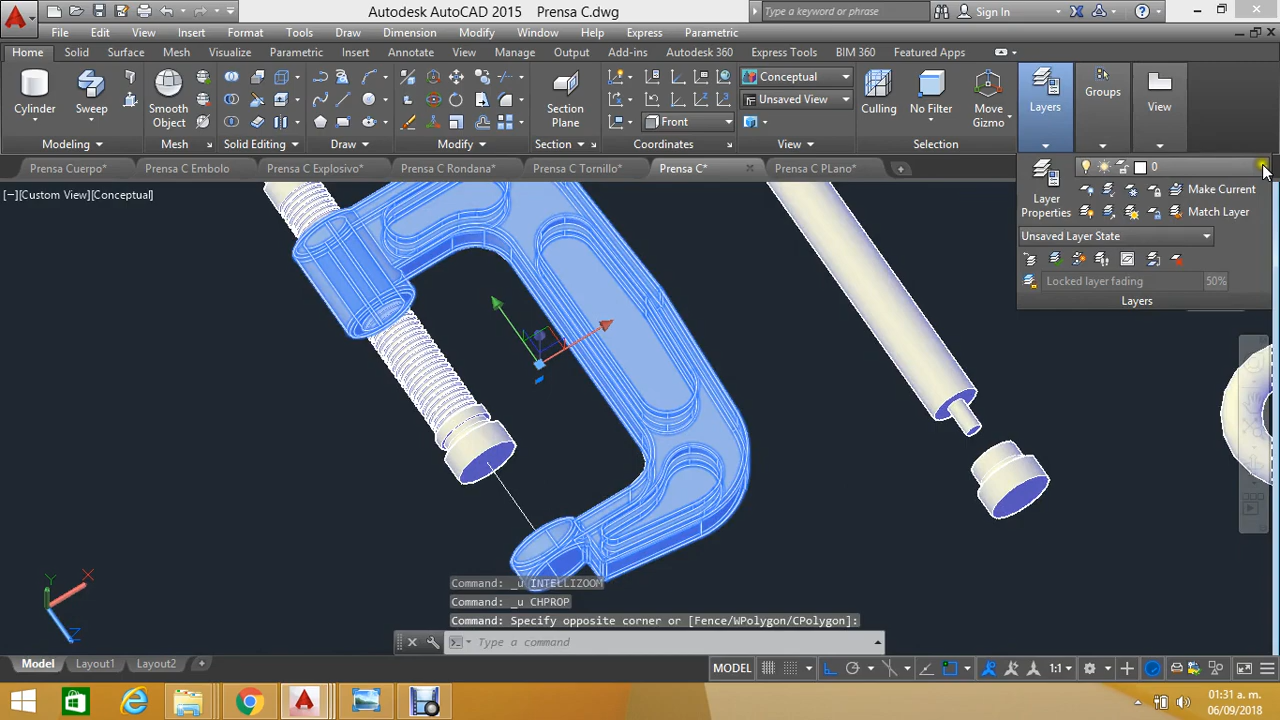 Autodesk AutoCAD 2015 Prensa C.dwg
Type a keyword or phrase
Sign In
File Edit View Insert Format Tools Draw Dimension Modify Window Help Express Parametric
Home Solid Surface Mesh Visualize Parametric Insert Annotate View Manage Output Add-ins Autodesk 360 Express Tools BIM 360 Featured Apps
Conceptual
Unsaved View
Front
Cylinder
Sweep
Smooth
Object
Section
Plane
Culling
No Filter
Move
Gizmo
Layers
Groups
View
Modeling Mesh Solid Editing Draw Modify Section Coordinates View Selection
Prensa Cuerpo* Prensa C Embolo Prensa C Explosivo* Prensa C Tornillo* Prensa C* Prensa C PLano*
0
Make Current
Match Layer
Layer
Properties
Unsaved Layer State
Locked layer fading 50%
Layers
[−][Custom View][Conceptual]
Y
X
Z
Command: _u INTELLIZOOM
Command: _u CHPROP
Command: Specify opposite corner or [Fence/WPolygon/CPolygon]:
Type a command
Model Layout1 Layout2
MODEL
1:1
01:31 a. m.
06/09/2018